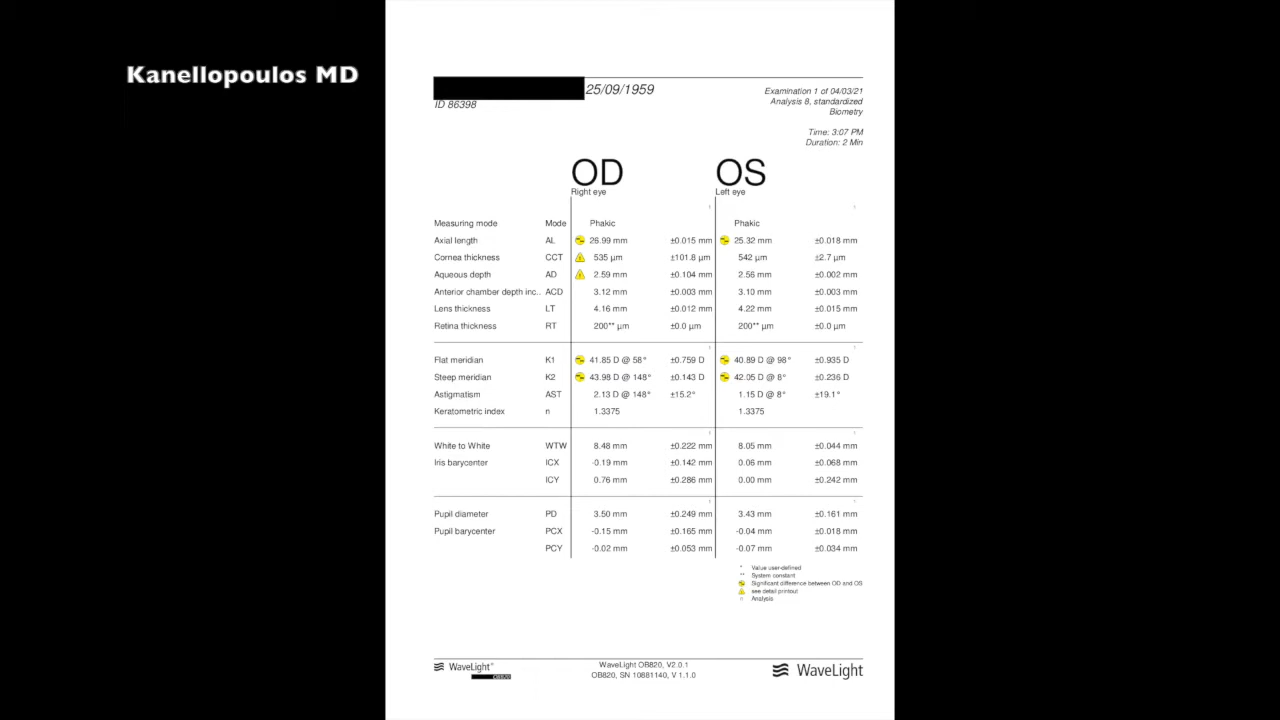 Kanellopoulos MD
25/09/1959
ID 86398
Examination 1 of 04/03/21
Analysis 8, standardized
Biometry
Time: 3:07 PM
Duration: 2 Min
OD OS
Right eye Left eye
Measuring mode Mode Phakic Phakic
Axial length AL 26.99 mm ±0.015 mm 25.32 mm ±0.018 mm
Cornea thickness CCT 535 µm ±101.8 µm 542 µm ±2.7 µm
Aqueous depth AD 2.59 mm ±0.104 mm 2.56 mm ±0.002 mm
Anterior chamber depth inc.. ACD 3.12 mm ±0.003 mm 3.10 mm ±0.003 mm
Lens thickness LT 4.16 mm ±0.012 mm 4.22 mm ±0.015 mm
Retina thickness RT 200** µm ±0.0 µm 200** µm ±0.0 µm
Flat meridian K1 41.85 D @ 58° ±0.759 D 40.89 D @ 98° ±0.935 D
Steep meridian K2 43.98 D @ 148° ±0.143 D 42.05 D @ 8° ±0.236 D
Astigmatism AST 2.13 D @ 148° ±15.2° 1.15 D @ 8° ±19.1°
Keratometric index n 1.3375 1.3375
White to White WTW 8.48 mm ±0.222 mm 8.05 mm ±0.044 mm
Iris barycenter ICX -0.19 mm ±0.142 mm 0.06 mm ±0.068 mm
ICY 0.76 mm ±0.286 mm 0.00 mm ±0.242 mm
Pupil diameter PD 3.50 mm ±0.249 mm 3.43 mm ±0.161 mm
Pupil barycenter PCX -0.15 mm ±0.165 mm -0.04 mm ±0.018 mm
PCY -0.02 mm ±0.053 mm -0.07 mm ±0.034 mm
* Value user-defined
** System constant
Significant difference between OD and OS
see detail printout
Analysis
WaveLight®
OB820
WaveLight OB820, V2.0.1
OB820, SN 10881140, V 1.1.0
WaveLight